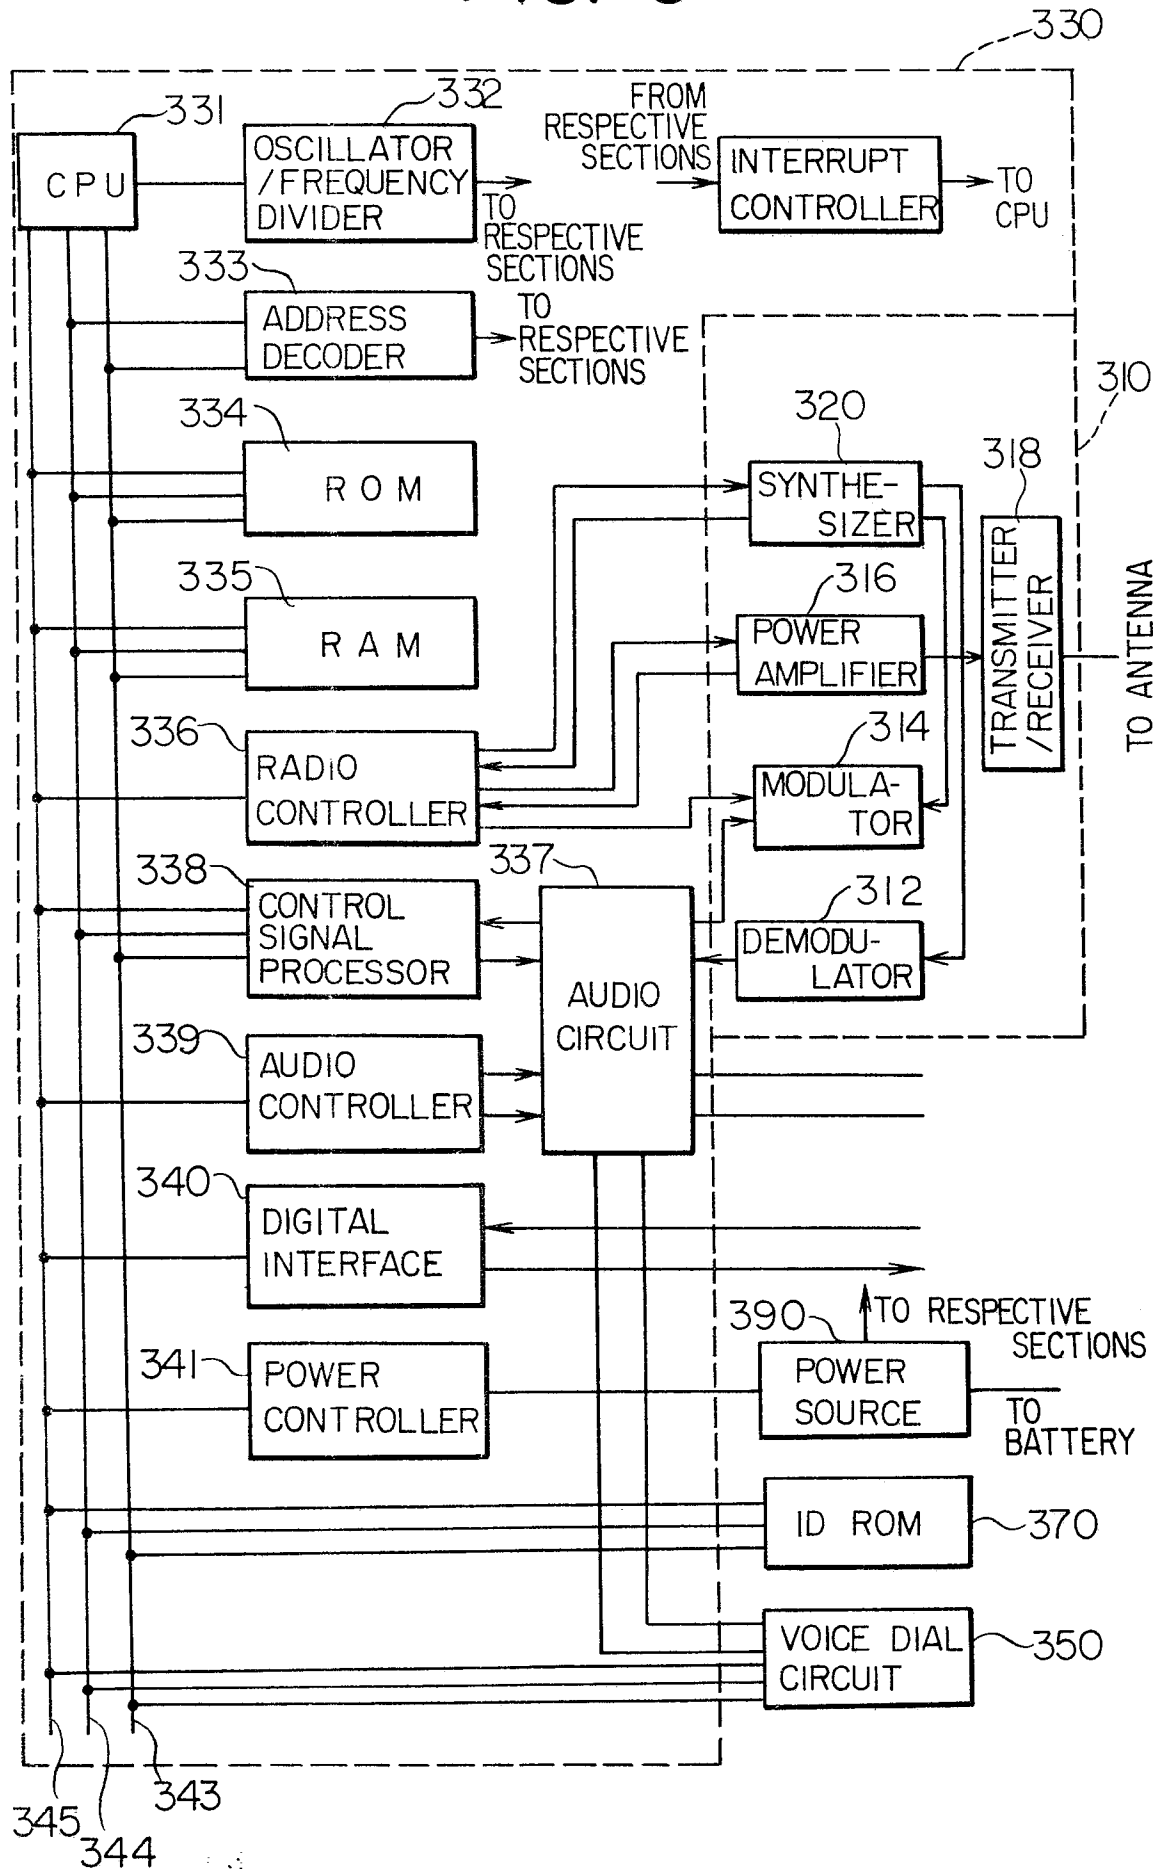 330
331
CPU
332
OSCILLATOR
/FREQUENCY
DIVIDER
TO
RESPECTIVE
SECTIONS
FROM
RESPECTIVE
SECTIONS
INTERRUPT
CONTROLLER
TO
CPU
333
ADDRESS
DECODER
TO
RESPECTIVE
SECTIONS
310
334
ROM
320
SYNTHE-
SIZER
318
TRANSMITTER
/RECEIVER
TO ANTENNA
335
RAM
316
POWER
AMPLIFIER
336
RADIO
CONTROLLER
314
MODULA-
TOR
337
AUDIO
CIRCUIT
338
CONTROL
SIGNAL
PROCESSOR
312
DEMODU-
LATOR
339
AUDIO
CONTROLLER
340
DIGITAL
INTERFACE
341
POWER
CONTROLLER
390
TO RESPECTIVE
SECTIONS
POWER
SOURCE
TO
BATTERY
ID ROM
370
VOICE DIAL
CIRCUIT
350
345
344
343